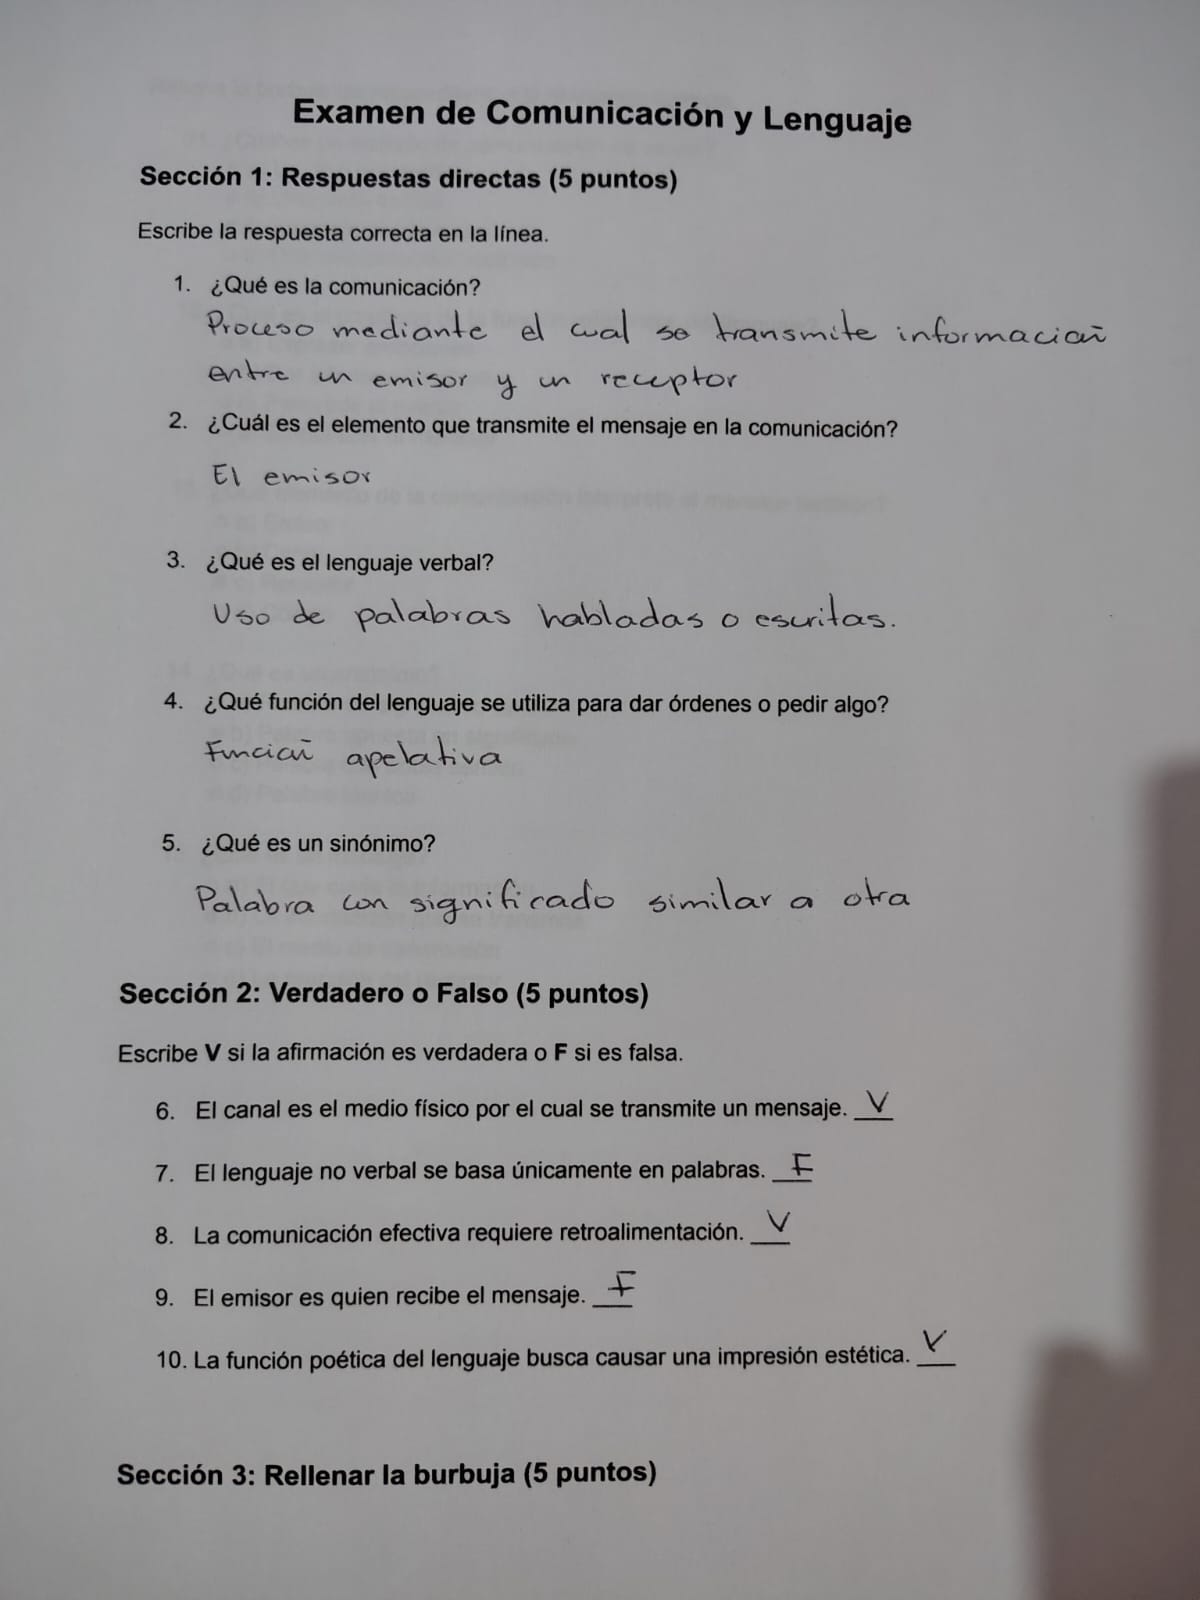 Examen de Comunicación y Lenguaje
Sección 1: Respuestas directas (5 puntos)
Escribe la respuesta correcta en la línea.
1. ¿Qué es la comunicación?
Proceso mediante el cual se transmite información
entre un emisor y un receptor
2. ¿Cuál es el elemento que transmite el mensaje en la comunicación?
El emisor
3. ¿Qué es el lenguaje verbal?
Uso de palabras habladas o escritas.
4. ¿Qué función del lenguaje se utiliza para dar órdenes o pedir algo?
Función apelativa
5. ¿Qué es un sinónimo?
Palabra con significado similar a otra
Sección 2: Verdadero o Falso (5 puntos)
Escribe V si la afirmación es verdadera o F si es falsa.
6. El canal es el medio físico por el cual se transmite un mensaje. V
7. El lenguaje no verbal se basa únicamente en palabras. F
8. La comunicación efectiva requiere retroalimentación. V
9. El emisor es quien recibe el mensaje. F
10. La función poética del lenguaje busca causar una impresión estética. V
Sección 3: Rellenar la burbuja (5 puntos)